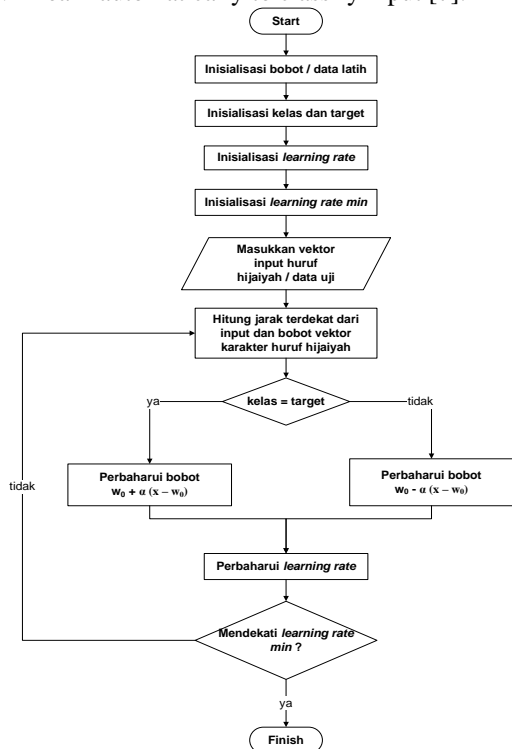 Start
Inisialisasi bobot / data latih
Inisialisasi kelas dan target
Inisialisasi learning rate
Inisialisasi learning rate min
Masukkan vektor
input huruf
hijaiyah / data uji
Hitung jarak terdekat dari
input dan bobot vektor
karakter huruf hijaiyah
ya
kelas = target
tidak
Perbaharui bobot
w₀ + α (x – w₀)
Perbaharui bobot
w₀ - α (x – w₀)
tidak
Perbaharui learning rate
Mendekati learning rate
min ?
ya
Finish